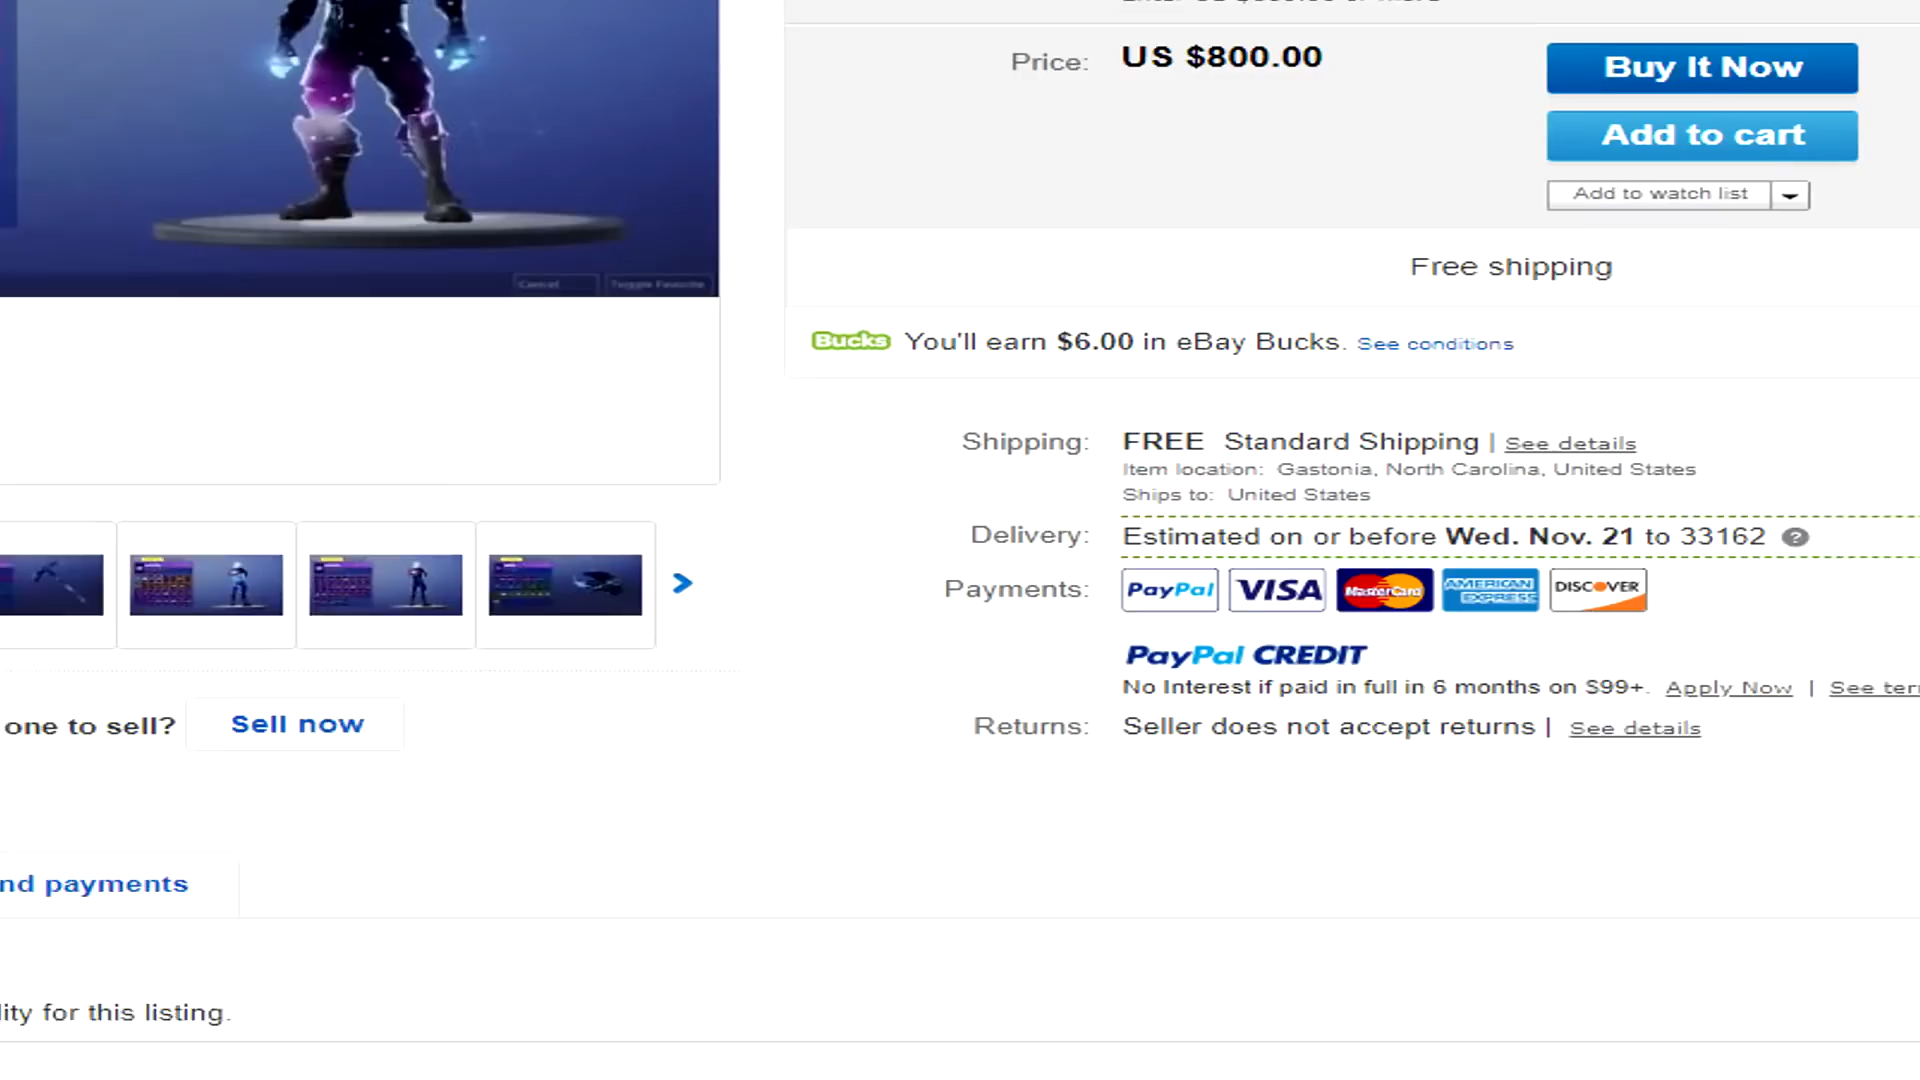 Price: US $800.00
Buy It Now
Add to cart
Add to watch list
Free shipping
Bucks You'll earn $6.00 in eBay Bucks. See conditions
Cancel Toggle Favorite
Shipping: FREE Standard Shipping | See details
Item location: Gastonia, North Carolina, United States
Ships to: United States
Delivery: Estimated on or before Wed. Nov. 21 to 33162 ?
Payments: PayPal VISA MasterCard AMERICAN EXPRESS DISCOVER
PayPal CREDIT
No Interest if paid in full in 6 months on $99+. Apply Now | See ter
Returns: Seller does not accept returns | See details
one to sell? Sell now
nd payments
lity for this listing.